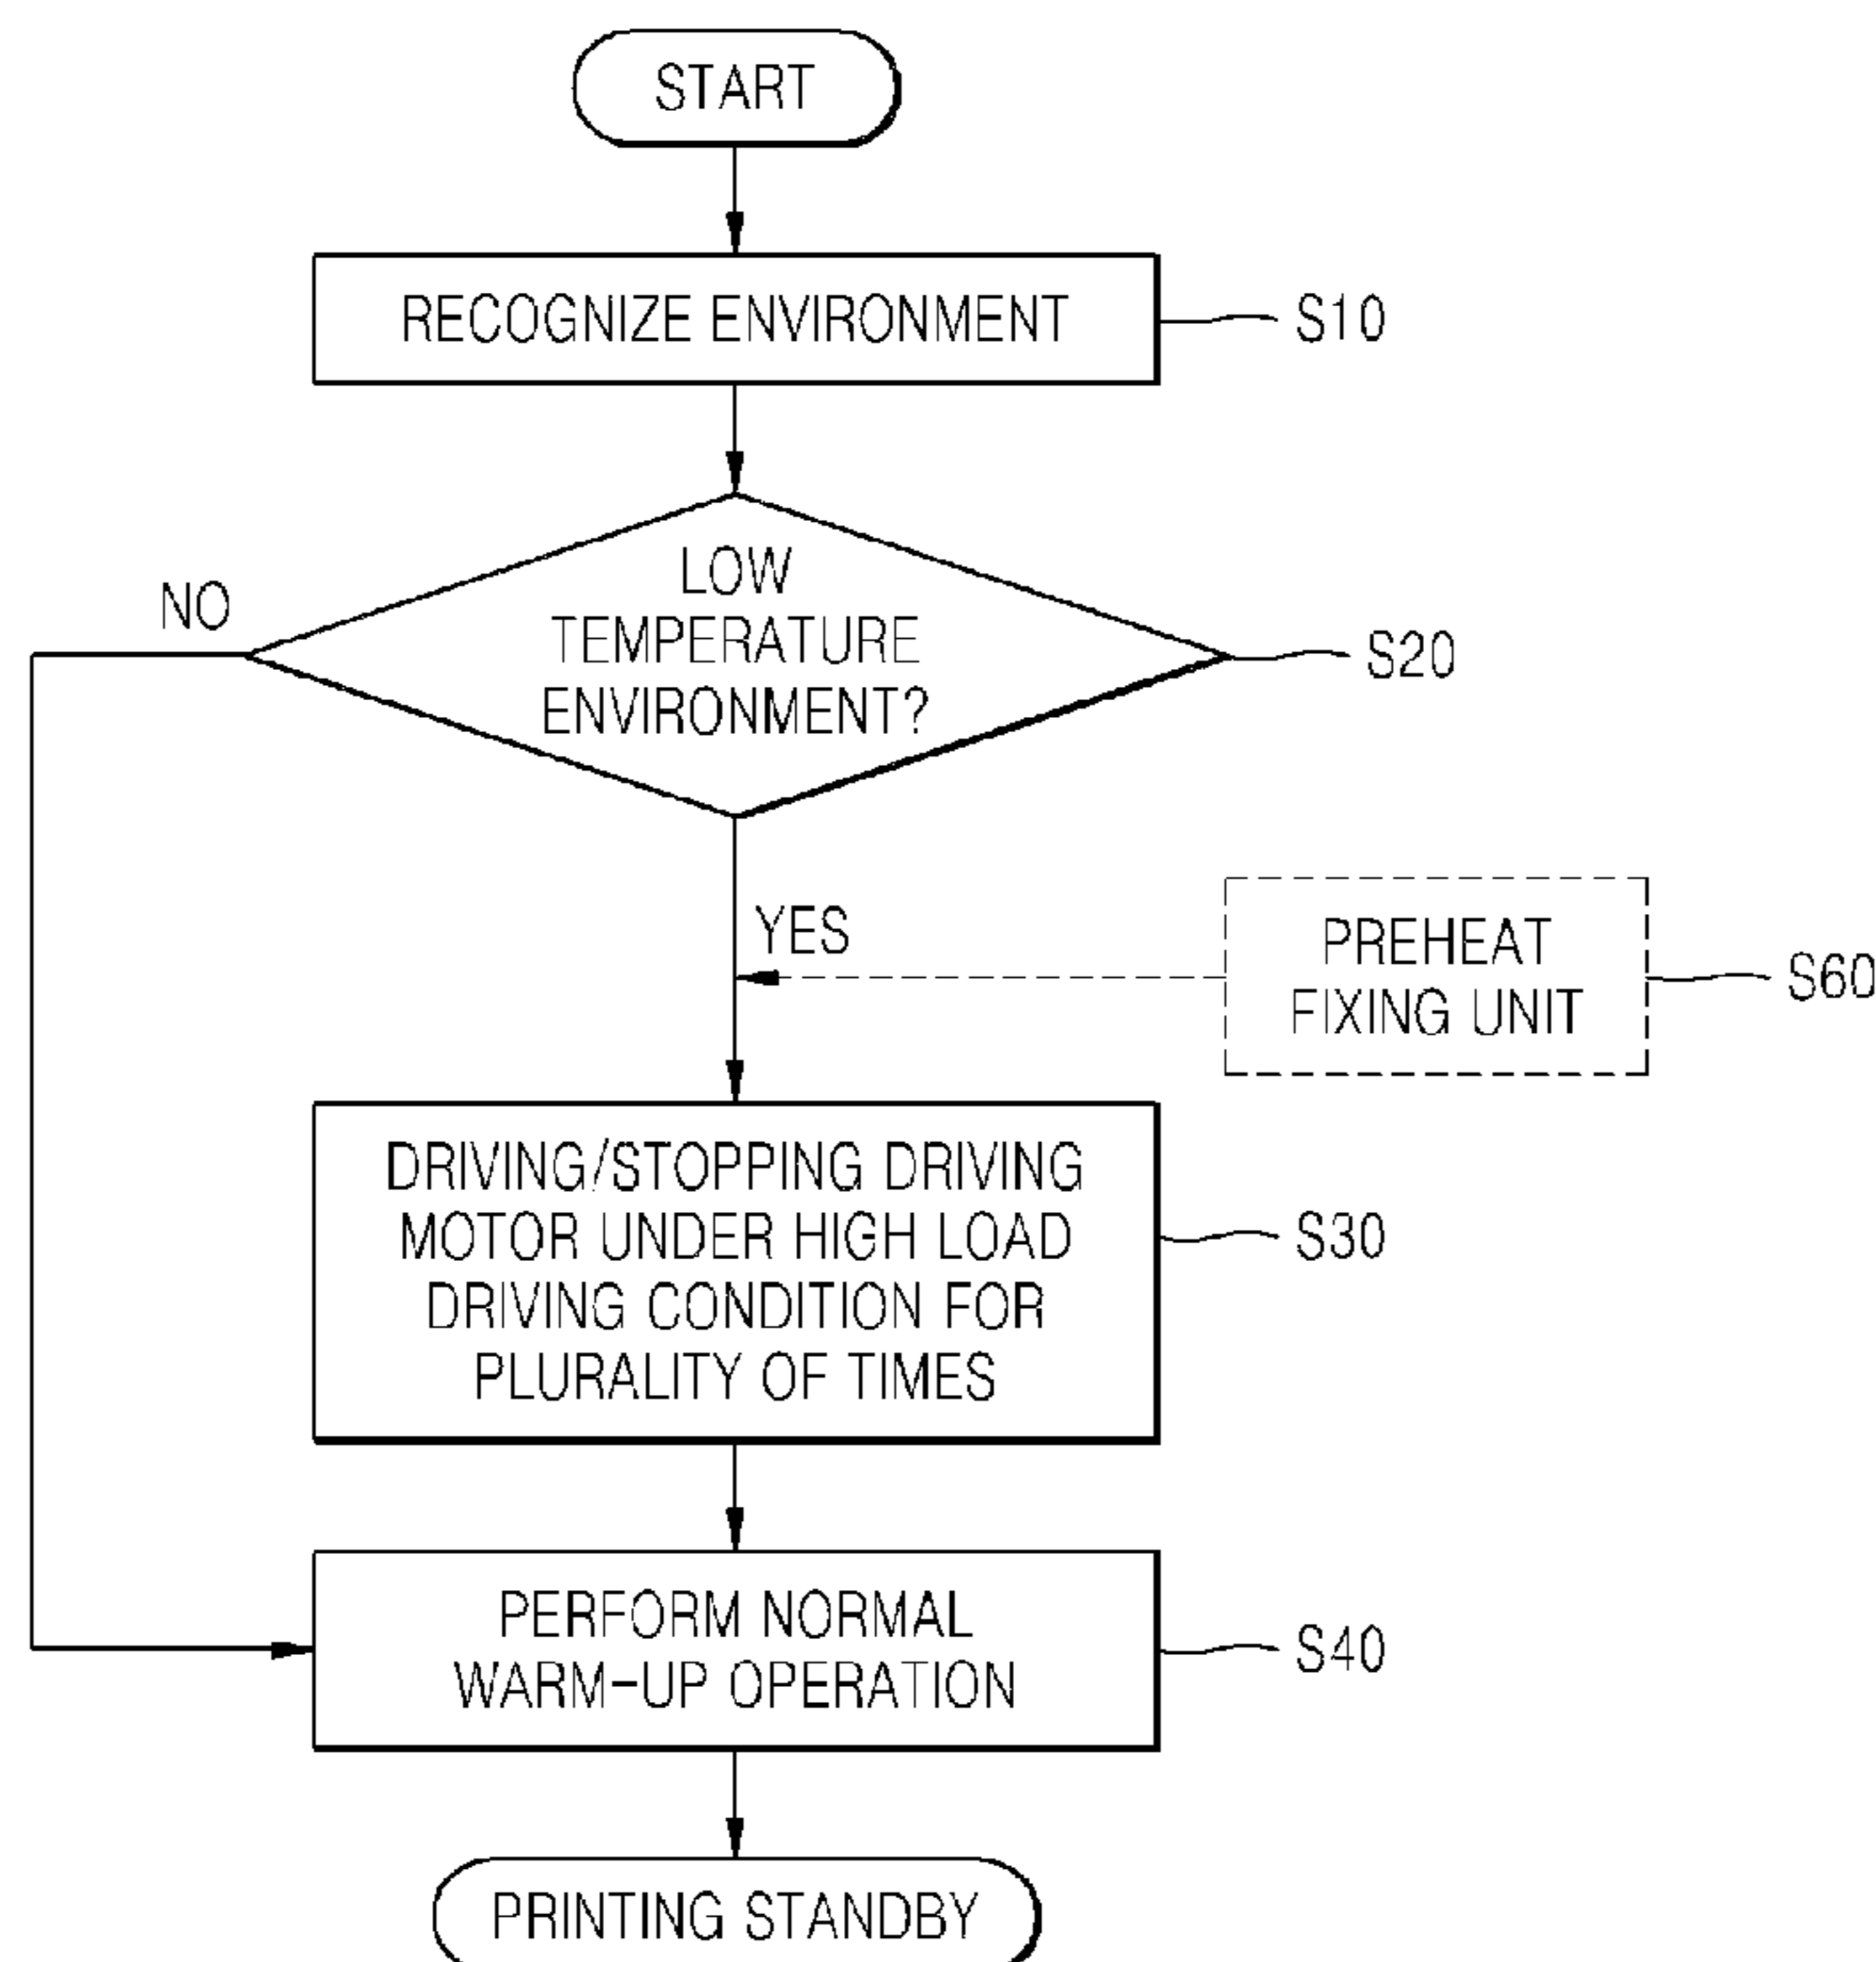 START
RECOGNIZE ENVIRONMENT
S10
LOW
TEMPERATURE
ENVIRONMENT?
S20
NO
YES
PREHEAT
FIXING UNIT
S60
DRIVING/STOPPING DRIVING
MOTOR UNDER HIGH LOAD
DRIVING CONDITION FOR
PLURALITY OF TIMES
S30
PERFORM NORMAL
WARM-UP OPERATION
S40
PRINTING STANDBY